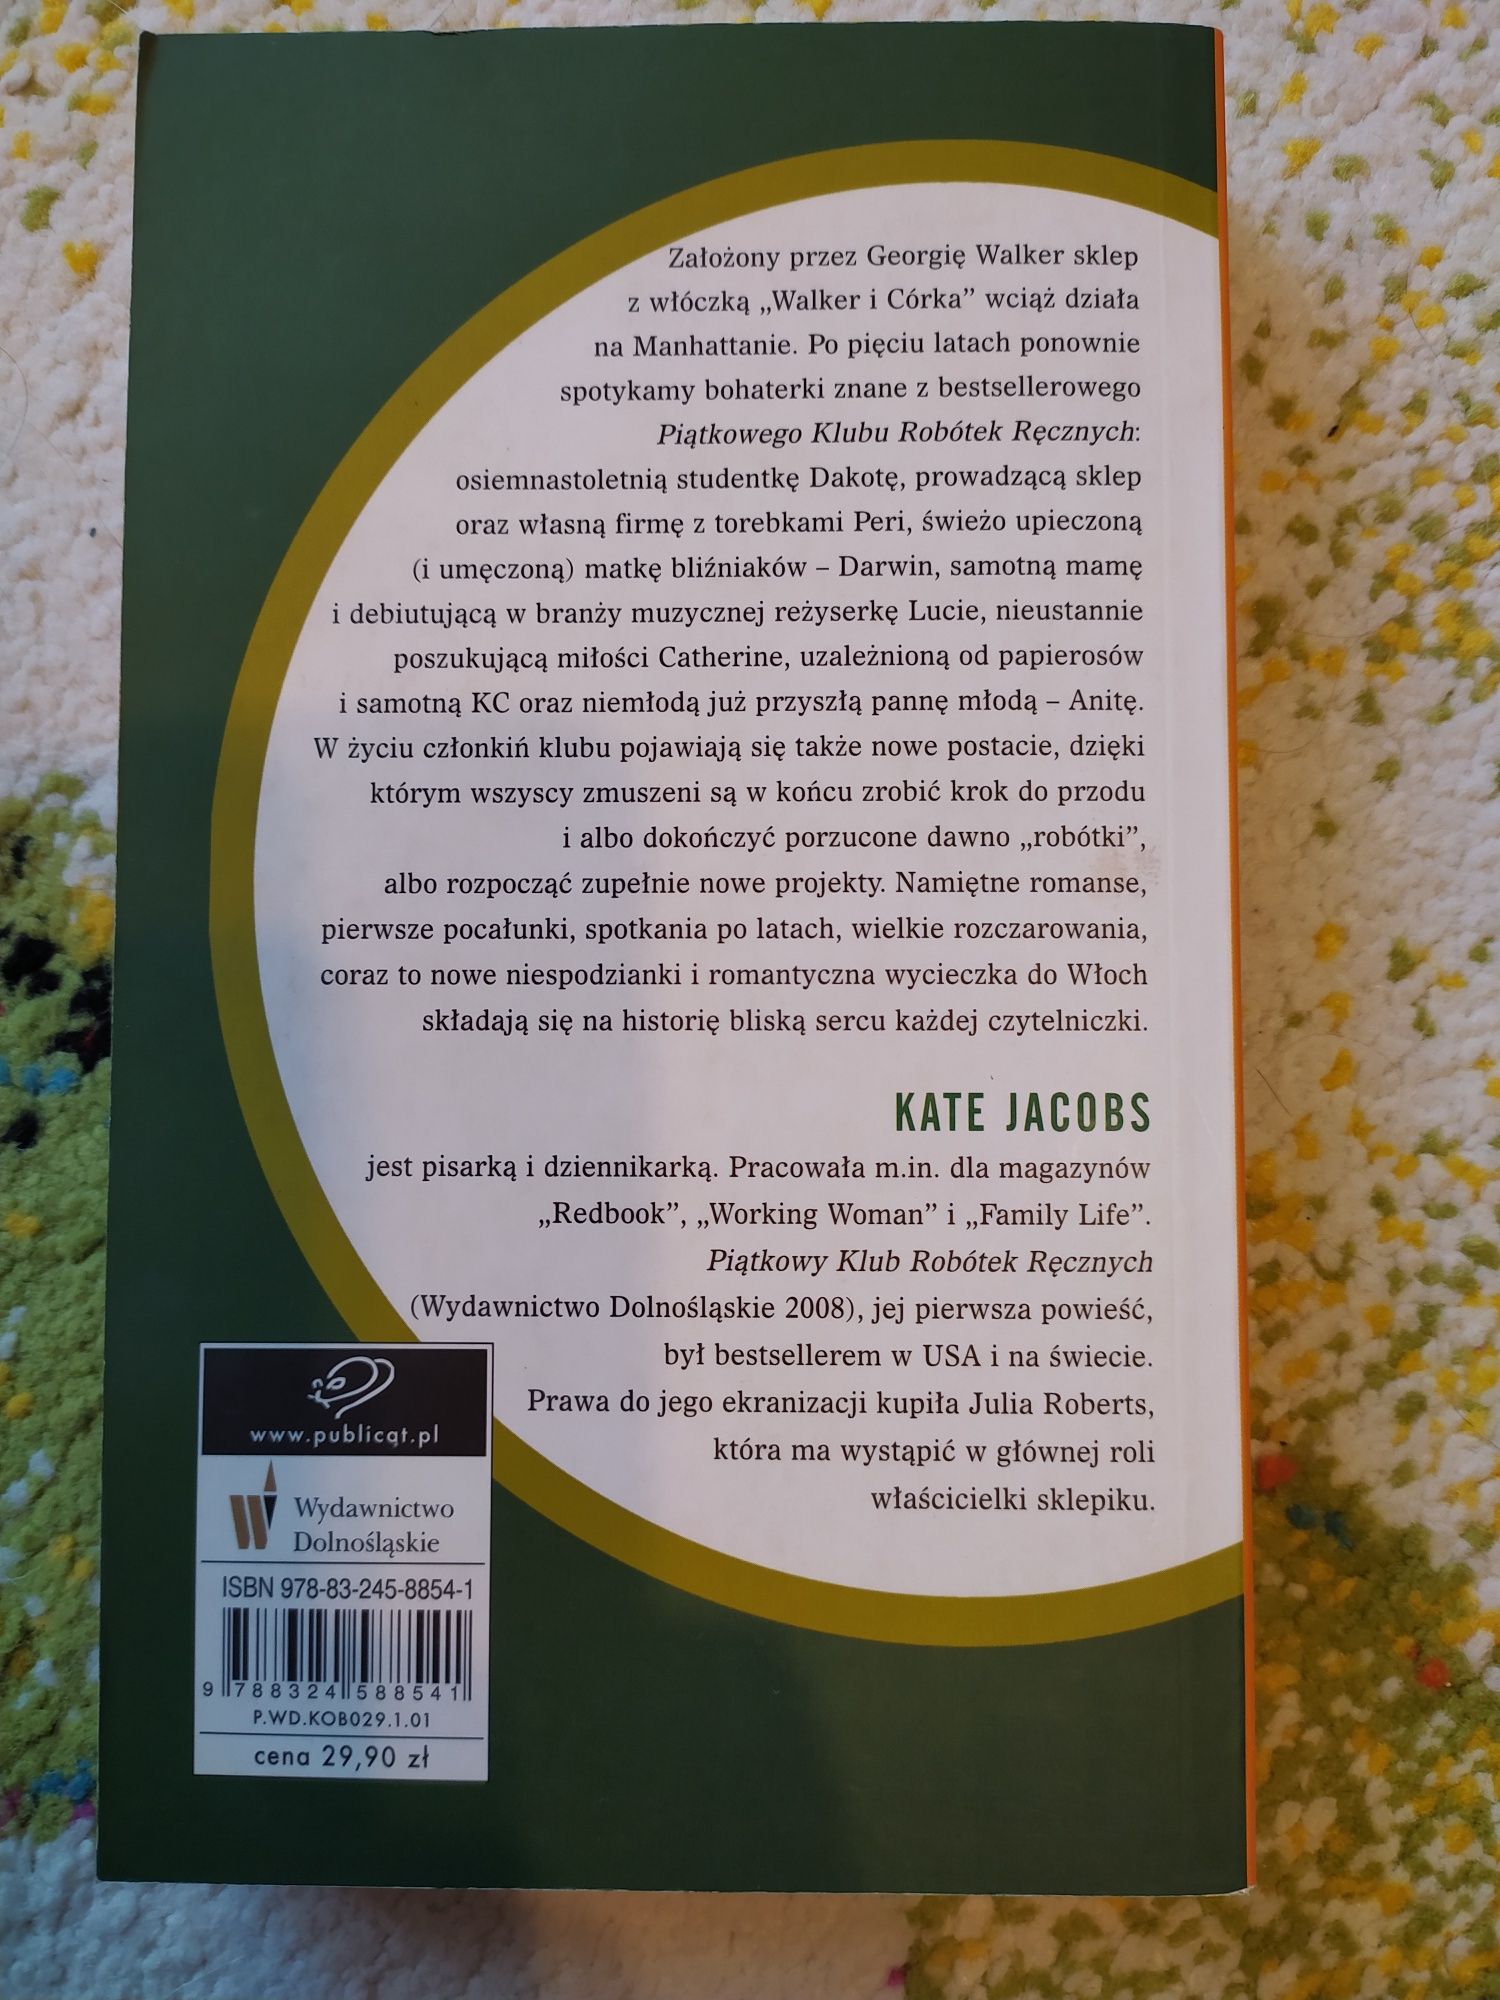 Założony przez Georgię Walker sklep
z włóczką „Walker i Córka” wciąż działa
na Manhattanie. Po pięciu latach ponownie
spotykamy bohaterki znane z bestsellerowego
Piątkowego Klubu Robótek Ręcznych:
osiemnastoletnią studentkę Dakotę, prowadzącą sklep
oraz własną firmę z torebkami Peri, świeżo upieczoną
(i umęczoną) matkę bliźniaków – Darwin, samotną mamę
i debiutującą w branży muzycznej reżyserkę Lucie, nieustannie
poszukującą miłości Catherine, uzależnioną od papierosów
i samotną KC oraz niemłodą już przyszłą pannę młodą – Anitę.
W życiu członkiń klubu pojawiają się także nowe postacie, dzięki
którym wszyscy zmuszeni są w końcu zrobić krok do przodu
i albo dokończyć porzucone dawno „robótki”,
albo rozpocząć zupełnie nowe projekty. Namiętne romanse,
pierwsze pocałunki, spotkania po latach, wielkie rozczarowania,
coraz to nowe niespodzianki i romantyczna wycieczka do Włoch
składają się na historię bliską sercu każdej czytelniczki.
KATE JACOBS
jest pisarką i dziennikarką. Pracowała m.in. dla magazynów
„Redbook”, „Working Woman” i „Family Life”.
Piątkowy Klub Robótek Ręcznych
(Wydawnictwo Dolnośląskie 2008), jej pierwsza powieść,
był bestsellerem w USA i na świecie.
Prawa do jego ekranizacji kupiła Julia Roberts,
która ma wystąpić w głównej roli
właścicielki sklepiku.
www.publicat.pl
Wydawnictwo
Dolnośląskie
ISBN 978-83-245-8854-1
9 788324 588541
P.WD.KOB029.1.01
cena 29,90 zł